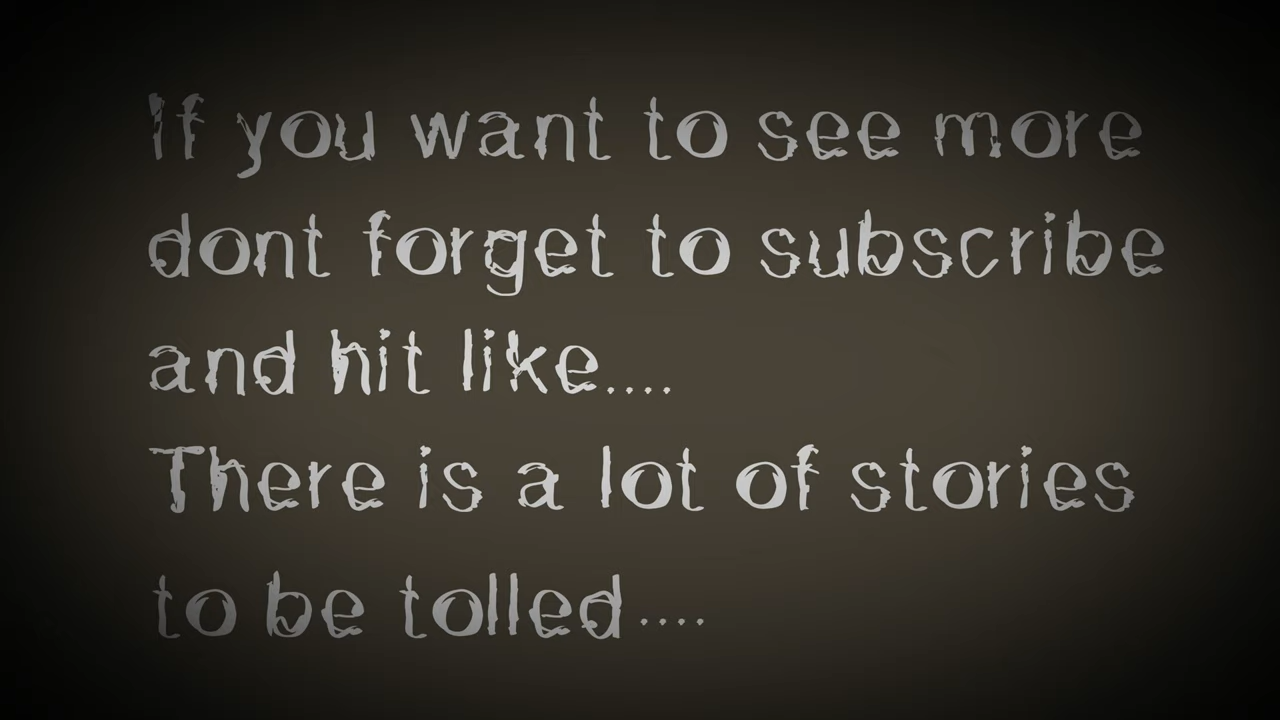 If you want to see more
dont forget to subscribe
and hit like....
There is a lot of stories
to be tolled....